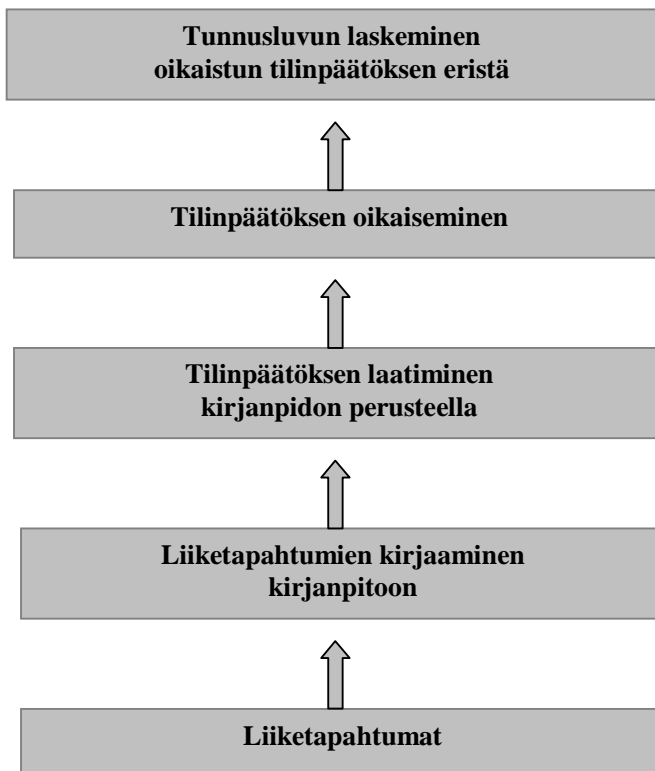 Tunnusluvun laskeminen
oikaistun tilinpäätöksen eristä
Tilinpäätöksen oikaiseminen
Tilinpäätöksen laatiminen
kirjanpidon perusteella
Liiketapahtumien kirjaaminen
kirjanpitoon
Liiketapahtumat